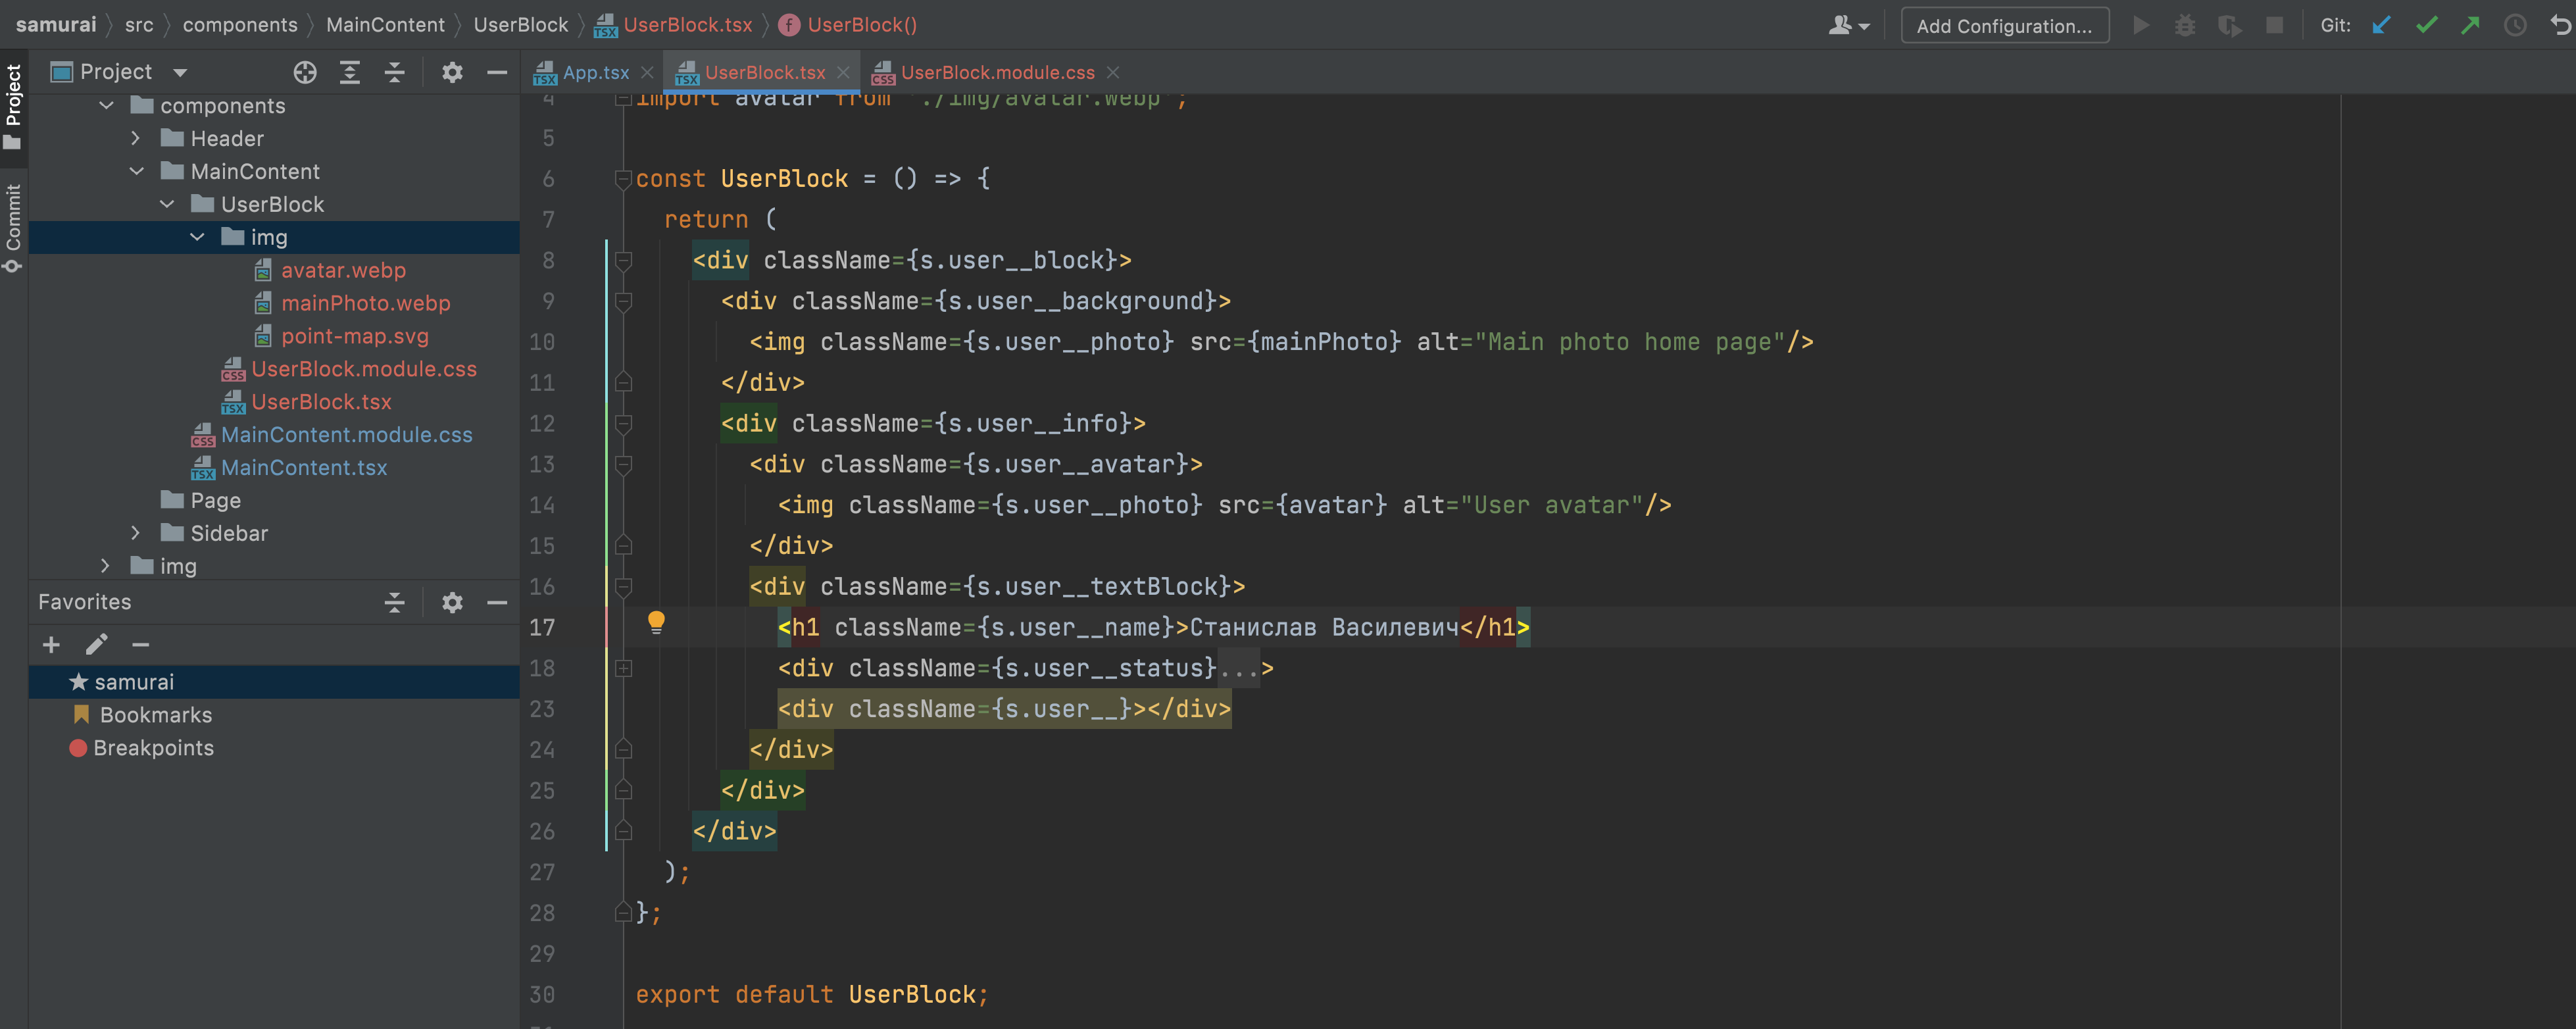 samurai src components MainContent UserBlock UserBlock.tsx UserBlock()
Add Configuration...
Git:
Project
Commit
Project
components
Header
MainContent
UserBlock
img
avatar.webp
mainPhoto.webp
point-map.svg
UserBlock.module.css
UserBlock.tsx
MainContent.module.css
MainContent.tsx
Page
Sidebar
img
Favorites
samurai
Bookmarks
Breakpoints
App.tsx UserBlock.tsx UserBlock.module.css
4 import avatar from './img/avatar.webp';
5
6 const UserBlock = () => {
7 return (
8 <div className={s.user__block}>
9 <div className={s.user__background}>
10 <img className={s.user__photo} src={mainPhoto} alt="Main photo home page"/>
11 </div>
12 <div className={s.user__info}>
13 <div className={s.user__avatar}>
14 <img className={s.user__photo} src={avatar} alt="User avatar"/>
15 </div>
16 <div className={s.user__textBlock}>
17 <h1 className={s.user__name}>Станислав Василевич</h1>
18 <div className={s.user__status}...>
23 <div className={s.user__}></div>
24 </div>
25 </div>
26 </div>
27 );
28 };
29
30 export default UserBlock;